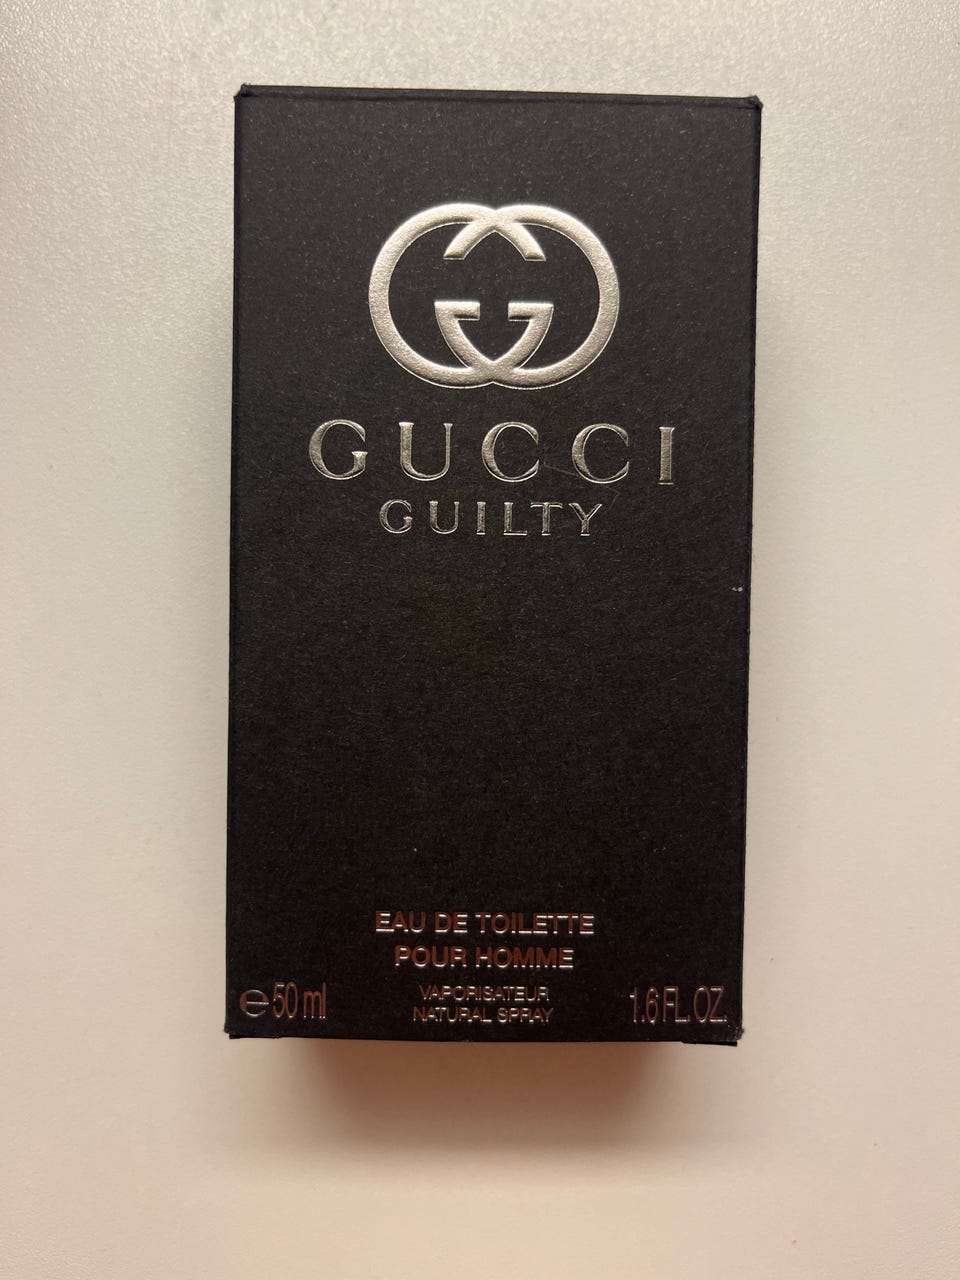 GUCCI
GUILTY
EAU DE TOILETTE
POUR HOMME
VAPORISATEUR
NATURAL SPRAY
℮50 ml
1.6 FL. OZ.